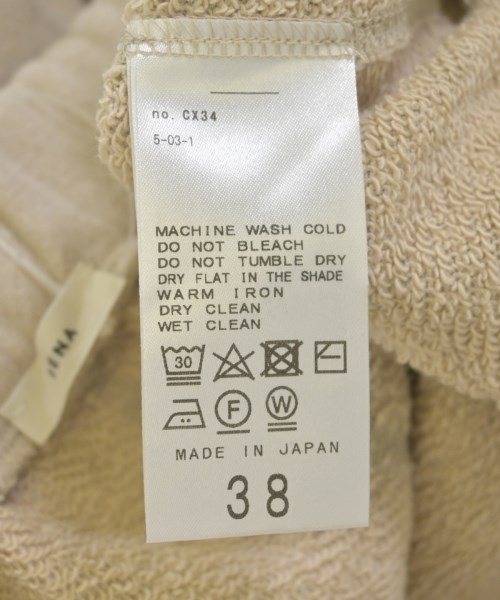 no. CX34
5-03-1
MACHINE WASH COLD
DO NOT BLEACH
DO NOT TUMBLE DRY
DRY FLAT IN THE SHADE
WARM IRON
DRY CLEAN
WET CLEAN
30
F W
MADE IN JAPAN
38